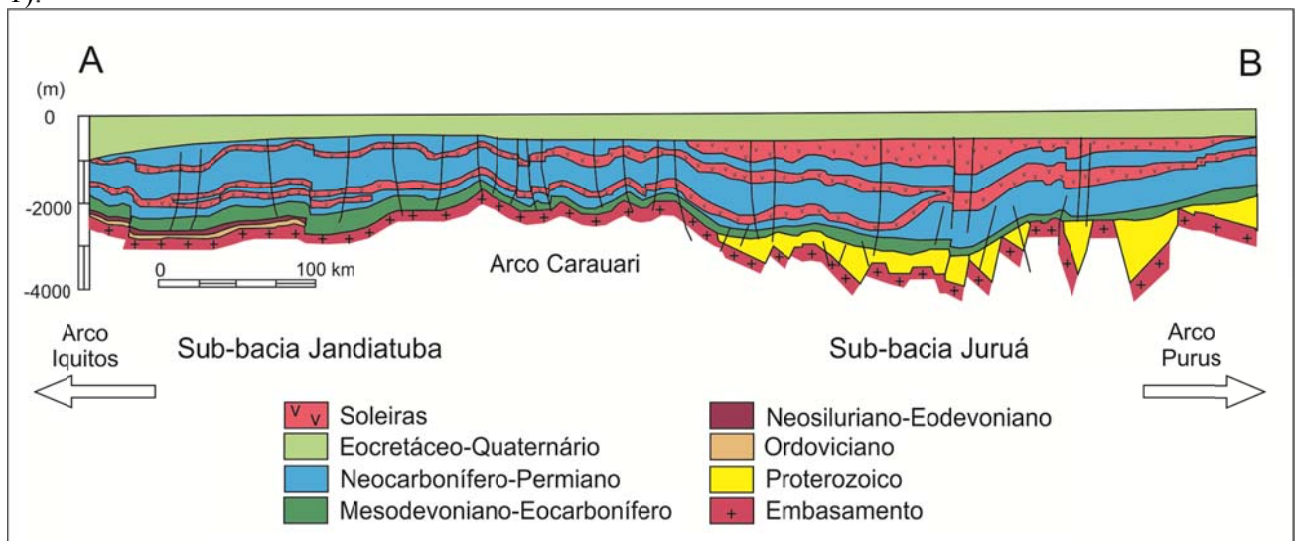 1).
A
B
(m)
0
-2000
-4000
0
100 km
Arco Carauari
Arco
Iquitos
Sub-bacia Jandiatuba
Sub-bacia Juruá
Arco
Purus
Soleiras
Eocretáceo-Quaternário
Neocarbonífero-Permiano
Mesodevoniano-Eocarbonífero
Neosiluriano-Eodevoniano
Ordoviciano
Proterozoico
Embasamento